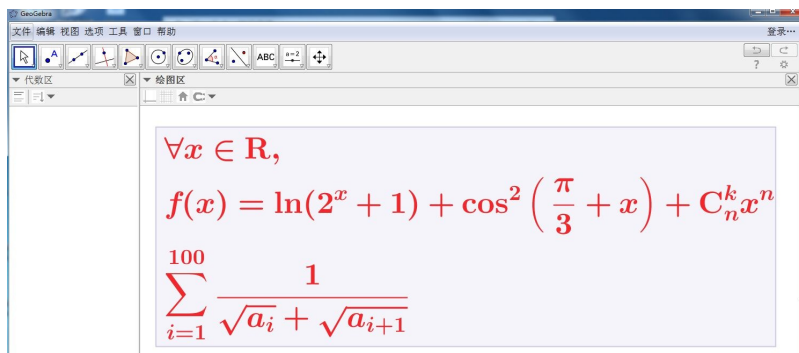 GeoGebra
文件 编辑 视图 选项 工具 窗口 帮助 登录…
A ABC a=2
?
代数区 绘图区
∀x ∈ R,
f(x) = ln(2^x + 1) + cos^2 (π/3 + x) + C_n^k x^n
∑_{i=1}^{100} 1/(√a_i + √a_{i+1})